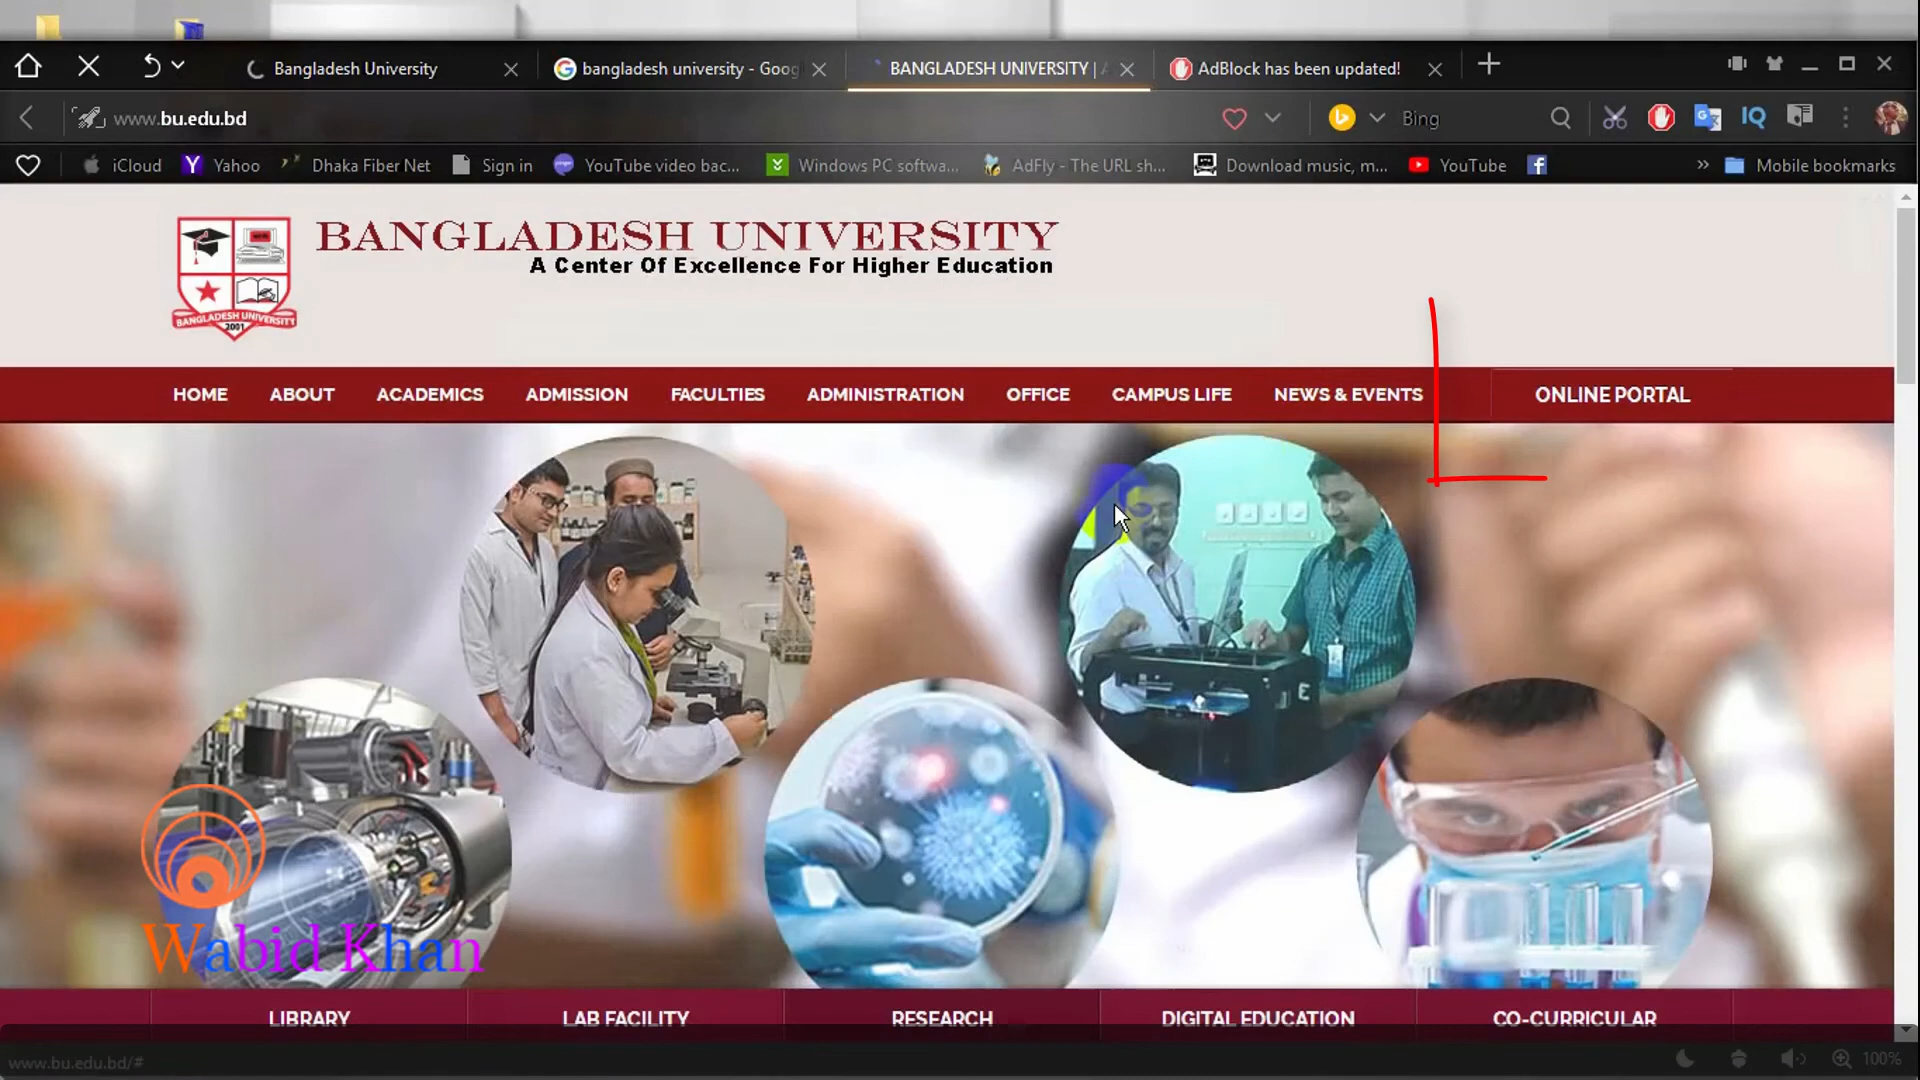 Bangladesh University
bangladesh university - Goog
BANGLADESH UNIVERSITY | A
AdBlock has been updated!
www.bu.edu.bd
Bing
IQ
iCloud
Yahoo
Dhaka Fiber Net
Sign in
YouTube video bac...
Windows PC softwa...
AdFly - The URL sh...
Download music, m...
YouTube
Mobile bookmarks
BANGLADESH UNIVERSITY
A Center Of Excellence For Higher Education
BANGLADESH UNIVERSITY
2001
HOME
ABOUT
ACADEMICS
ADMISSION
FACULTIES
ADMINISTRATION
OFFICE
CAMPUS LIFE
NEWS & EVENTS
ONLINE PORTAL
Wabid Khan
LIBRARY
LAB FACILITY
RESEARCH
DIGITAL EDUCATION
CO-CURRICULAR
www.bu.edu.bd/#
100%